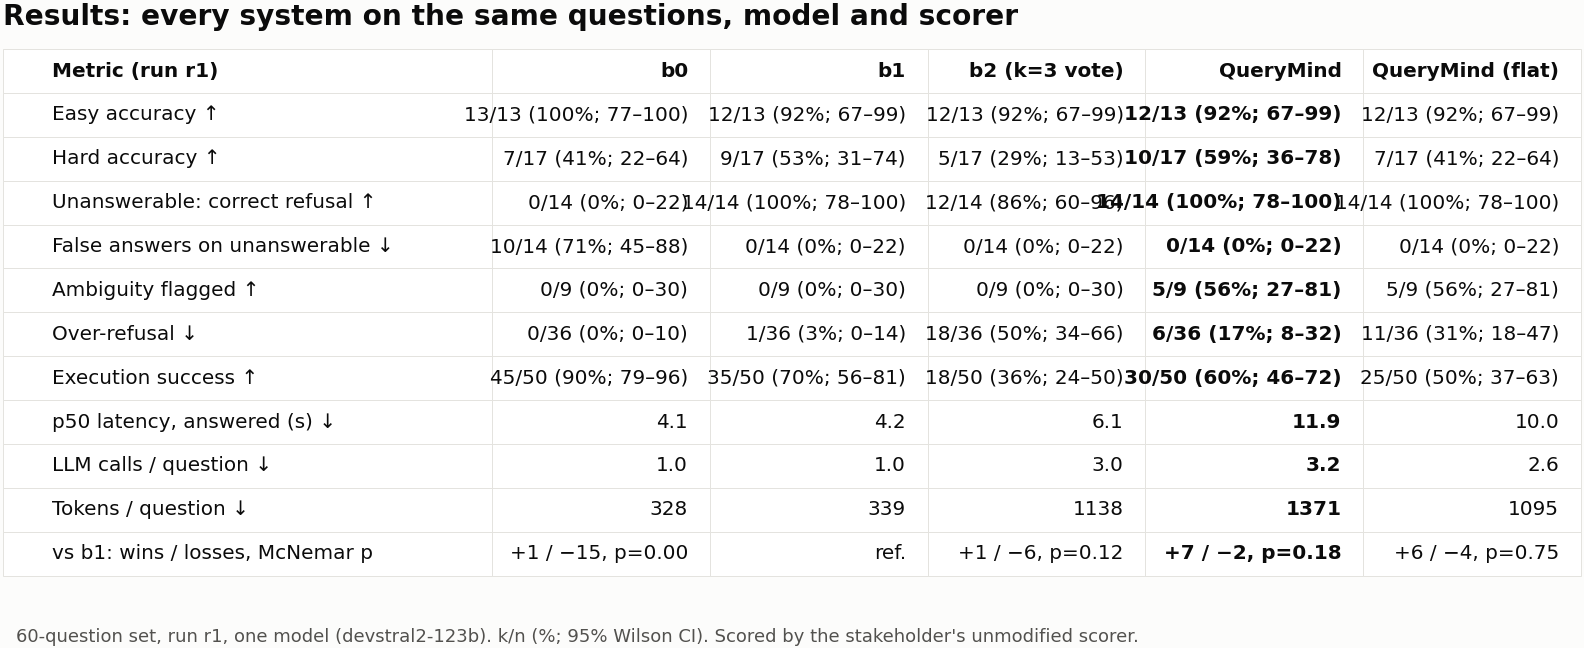 Results: every system on the same questions, model and scorer
Metric (run r1) b0 b1 b2 (k=3 vote) QueryMind QueryMind (flat)
Easy accuracy ↑ 13/13 (100%; 77–100) 12/13 (92%; 67–99) 12/13 (92%; 67–99) 12/13 (92%; 67–99) 12/13 (92%; 67–99)
Hard accuracy ↑ 7/17 (41%; 22–64) 9/17 (53%; 31–74) 5/17 (29%; 13–53) 10/17 (59%; 36–78) 7/17 (41%; 22–64)
Unanswerable: correct refusal ↑ 0/14 (0%; 0–22) 14/14 (100%; 78–100) 12/14 (86%; 60–96) 14/14 (100%; 78–100) 14/14 (100%; 78–100)
False answers on unanswerable ↓ 10/14 (71%; 45–88) 0/14 (0%; 0–22) 0/14 (0%; 0–22) 0/14 (0%; 0–22) 0/14 (0%; 0–22)
Ambiguity flagged ↑ 0/9 (0%; 0–30) 0/9 (0%; 0–30) 0/9 (0%; 0–30) 5/9 (56%; 27–81) 5/9 (56%; 27–81)
Over-refusal ↓ 0/36 (0%; 0–10) 1/36 (3%; 0–14) 18/36 (50%; 34–66) 6/36 (17%; 8–32) 11/36 (31%; 18–47)
Execution success ↑ 45/50 (90%; 79–96) 35/50 (70%; 56–81) 18/50 (36%; 24–50) 30/50 (60%; 46–72) 25/50 (50%; 37–63)
p50 latency, answered (s) ↓ 4.1 4.2 6.1 11.9 10.0
LLM calls / question ↓ 1.0 1.0 3.0 3.2 2.6
Tokens / question ↓ 328 339 1138 1371 1095
vs b1: wins / losses, McNemar p +1 / −15, p=0.00 ref. +1 / −6, p=0.12 +7 / −2, p=0.18 +6 / −4, p=0.75
60-question set, run r1, one model (devstral2-123b). k/n (%; 95% Wilson CI). Scored by the stakeholder's unmodified scorer.